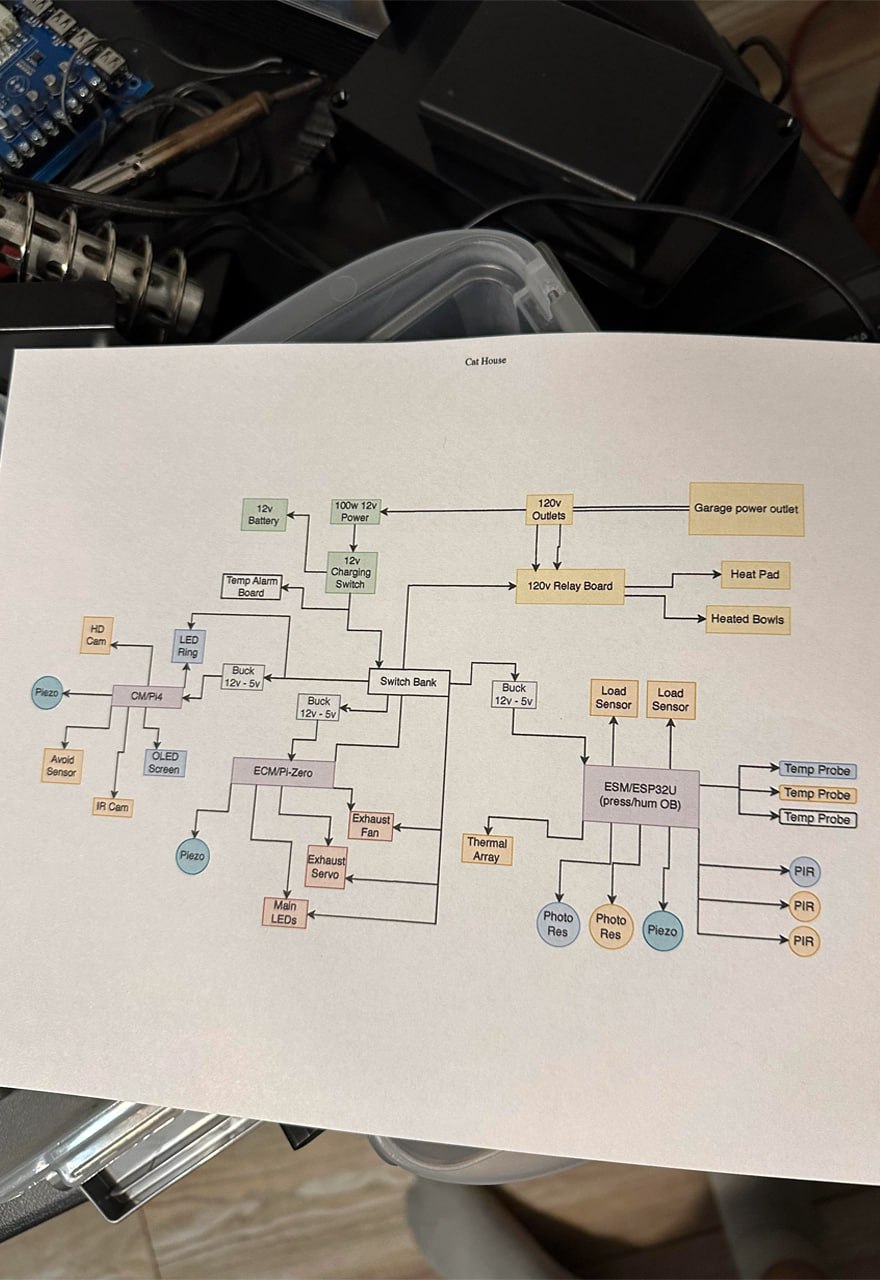 Cat House
12v
Battery
100w 12v
Power
120v
Outlets
Garage power outlet
12v
Charging
Switch
Temp Alarm
Board
120v Relay Board
Heat Pad
Heated Bowls
HD
Cam
LED
Ring
Buck
12v - 5v
Switch Bank
Piezo
CM/Pi4
Buck
12v - 5v
Buck
12v - 5v
Load
Sensor
Load
Sensor
Avoid
Sensor
OLED
Screen
IR Cam
ECM/Pi-Zero
ESM/ESP32U
(press/hum OB)
Temp Probe
Temp Probe
Temp Probe
Exhaust
Fan
Piezo
Exhaust
Servo
Thermal
Array
Main
LEDs
Photo
Res
Photo
Res
Piezo
PIR
PIR
PIR